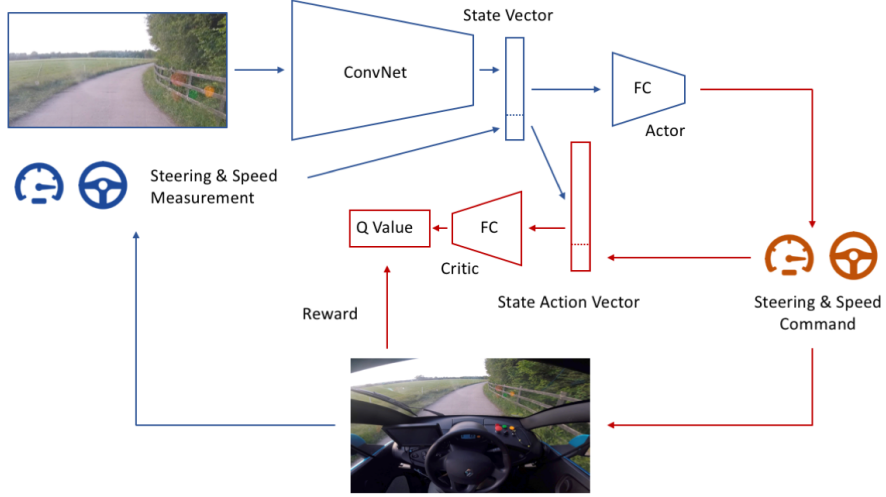 State Vector
ConvNet
FC
Actor
Steering & Speed
Measurement
Q Value
FC
Critic
State Action Vector
Reward
Steering & Speed
Command